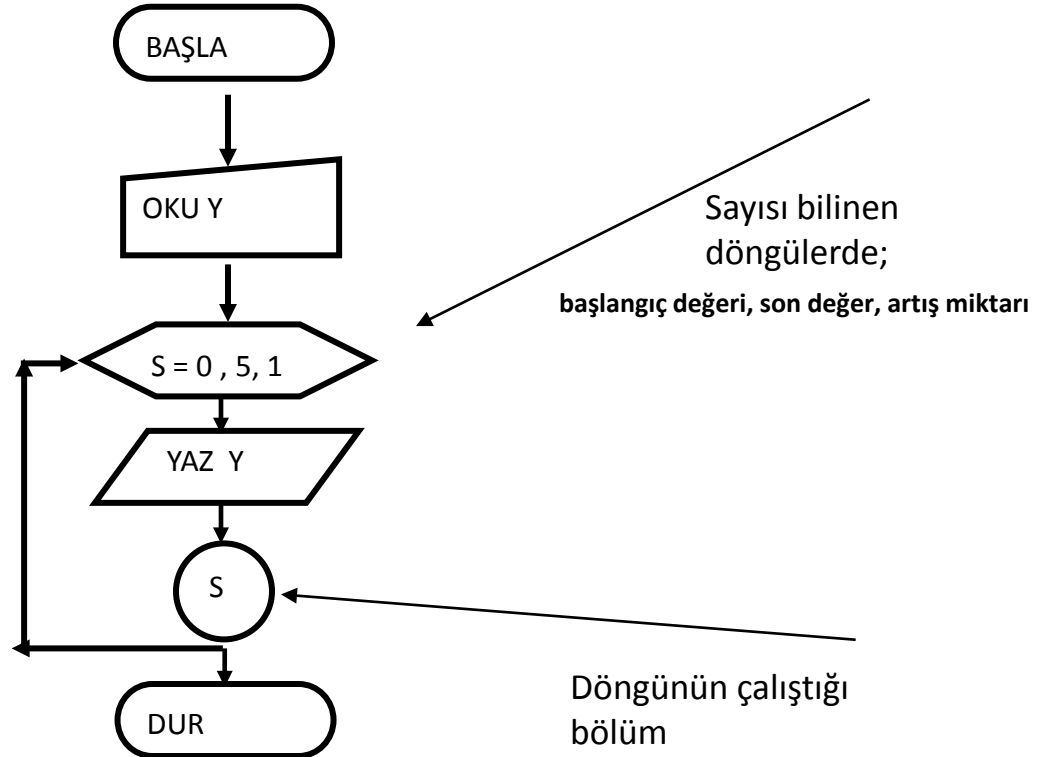 BAŞLA
OKU Y
Sayısı bilinen
döngülerde;
başlangıç değeri, son değer, artış miktarı
S = 0 , 5, 1
YAZ Y
S
Döngünün çalıştığı
bölüm
DUR